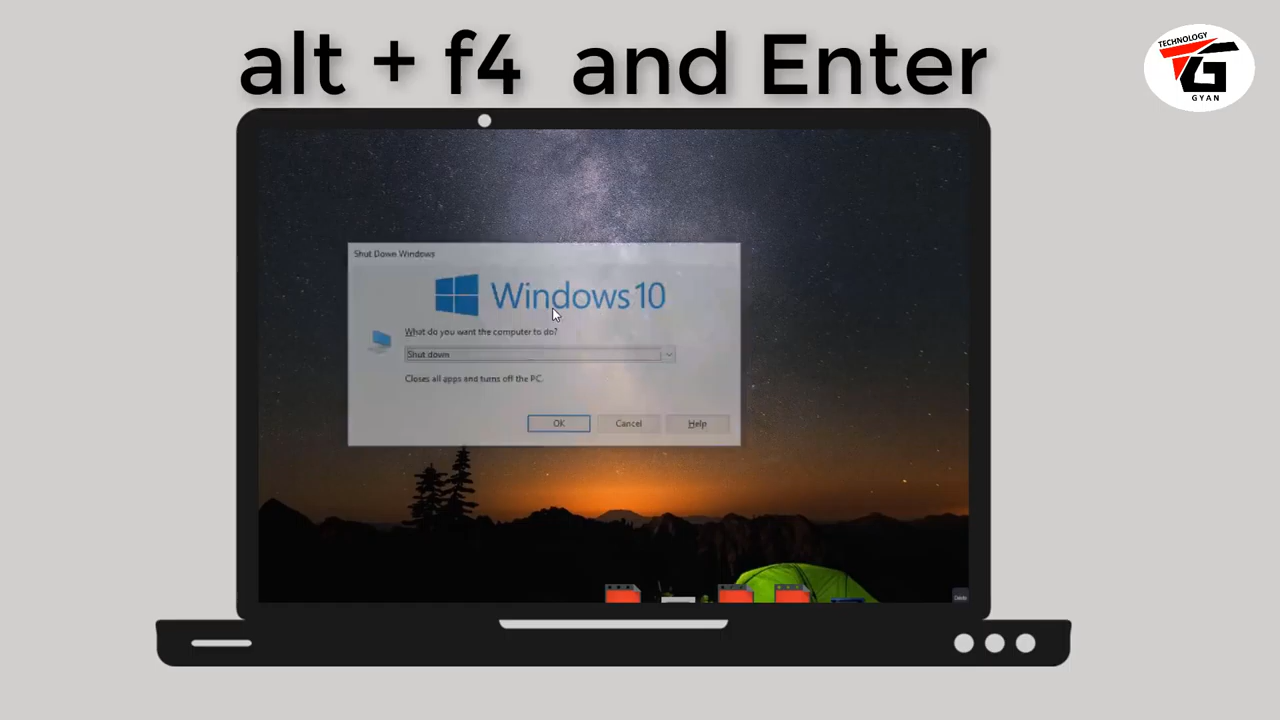 alt + f4 and Enter
TECHNOLOGY
TG
GYAN
Shut Down Windows
Windows 10
What do you want the computer to do?
Shut down
Closes all apps and turns off the PC.
OK Cancel Help